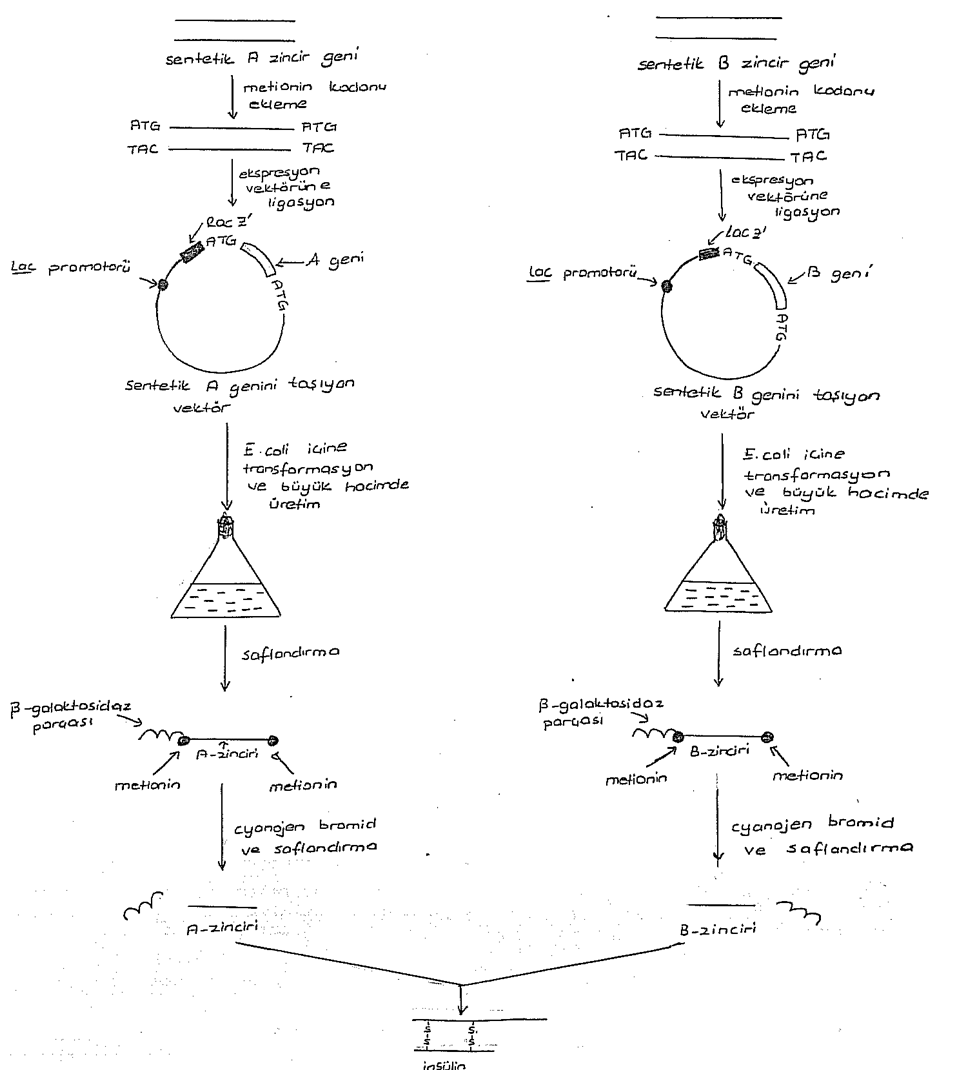 sentetik A zincir geni
metionin kodonu
ekleme
ATG ATG
TAC TAC
ekspresyon
vektörüne
ligasyon
lac Z'
ATG
A geni
Lac promotorü
ATG
sentetik A genini taşıyan
vektör
E.coli içine
transformasyon
ve büyük hacimde
üretim
saflandırma
β-galaktosidaz
parçası
A-zinciri
metionin
metionin
cyanojen bromid
ve saflandırma
A-zinciri
sentetik B zincir geni
metionin kodonu
ekleme
ATG ATG
TAC TAC
ekspresyon
vektörüne
ligasyon
lac Z'
ATG
B geni
Lac promotorü
ATG
sentetik B genini taşıyan
vektör
E.coli içine
transformasyon
ve büyük hacimde
üretim
saflandırma
β-galaktosidaz
parçası
B-zinciri
metionin
metionin
cyanojen bromid
ve saflandırma
B-zinciri
S S
S S
insülin